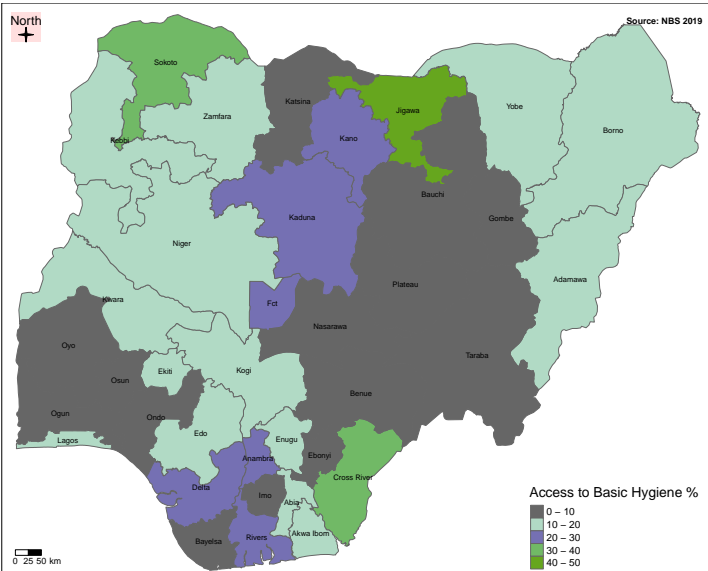 North
Source: NBS 2019
Sokoto
Katsina
Jigawa
Yobe
Borno
Zamfara
Kano
Kebbi
Bauchi
Gombe
Kaduna
Niger
Adamawa
Plateau
Kwara
Fct
Nasarawa
Oyo
Taraba
Ekiti
Kogi
Osun
Benue
Ogun
Ondo
Edo
Lagos
Enugu
Anambra
Ebonyi
Cross River
Delta
Imo
Abia
Akwa Ibom
Bayelsa
Rivers
Access to Basic Hygiene %
0 – 10
10 – 20
20 – 30
30 – 40
40 – 50
0 25 50 km